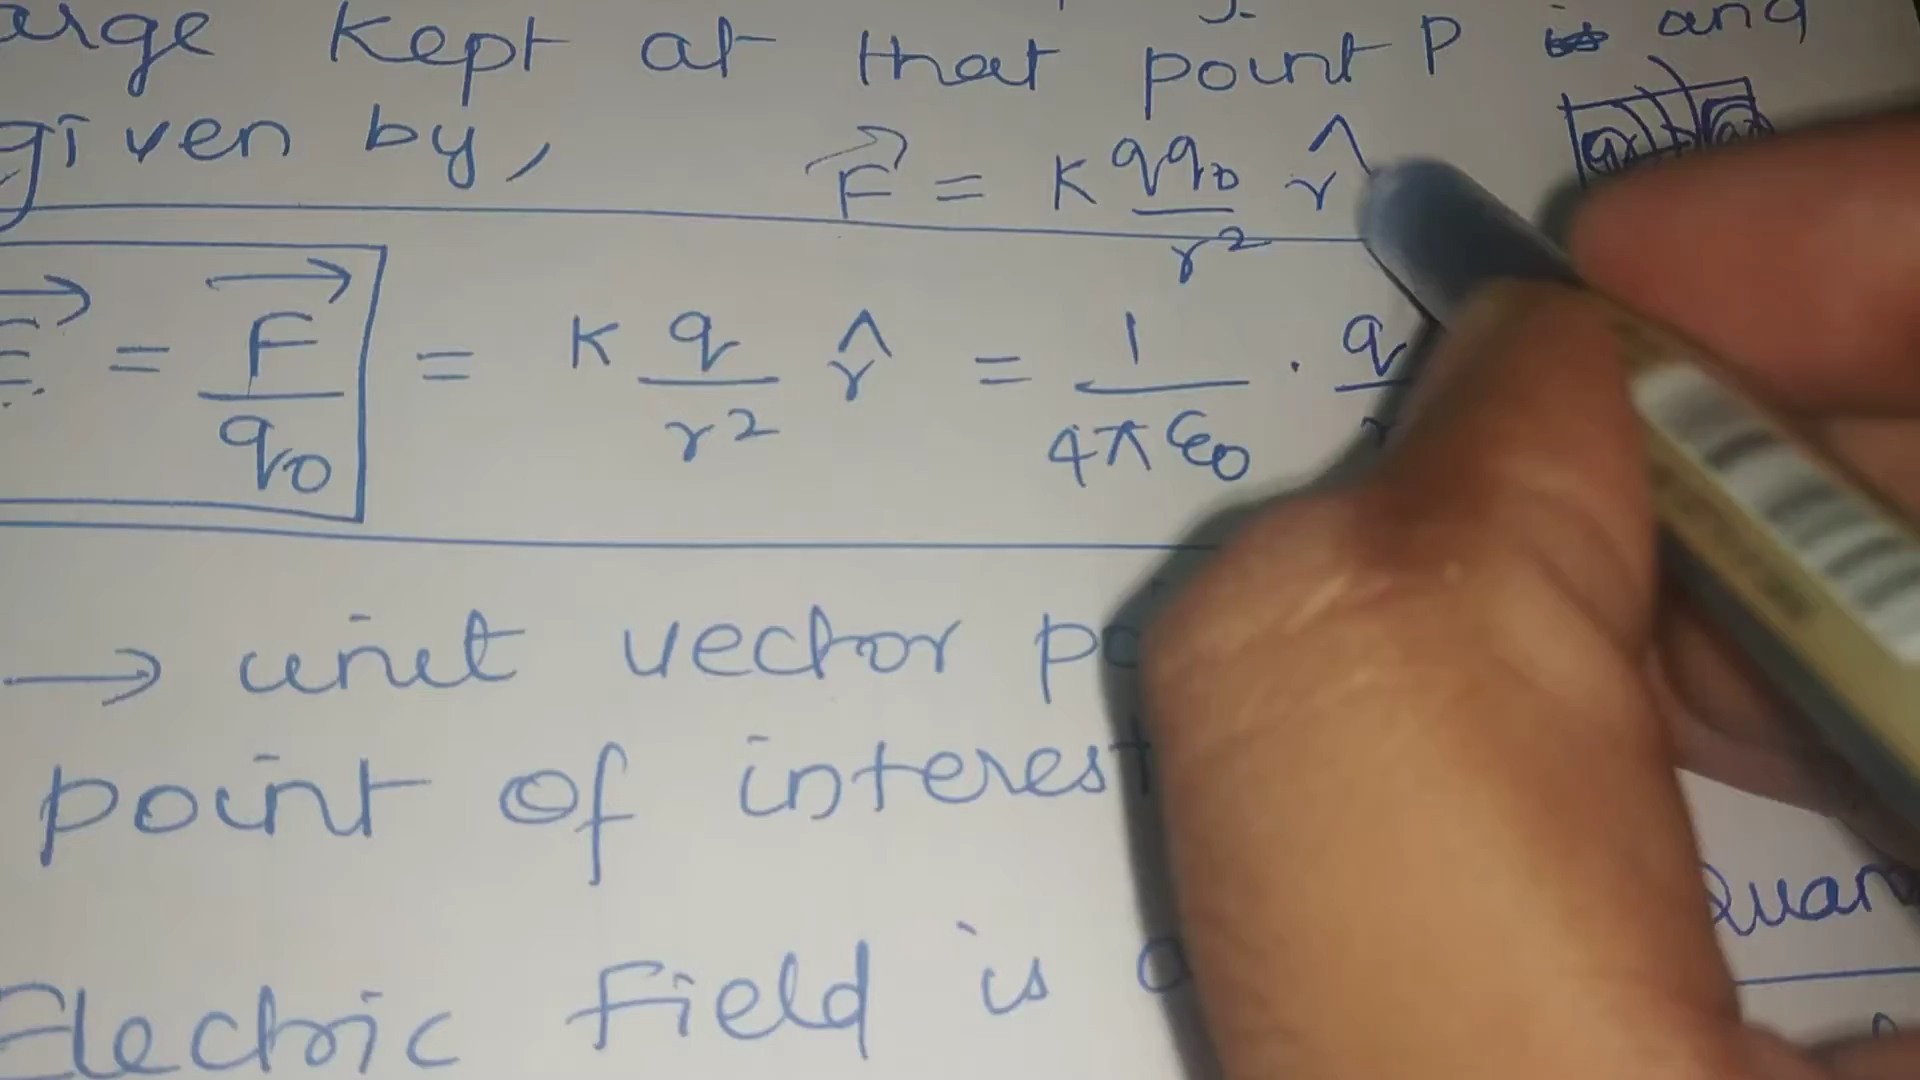 arge kept at that point P and
given by, F⃗ = K qq₀/r² r̂
E⃗ = F⃗/q₀ = K q/r² r̂ = 1/4πε₀ · q
→ unit vector
point of interest
Electric Field is